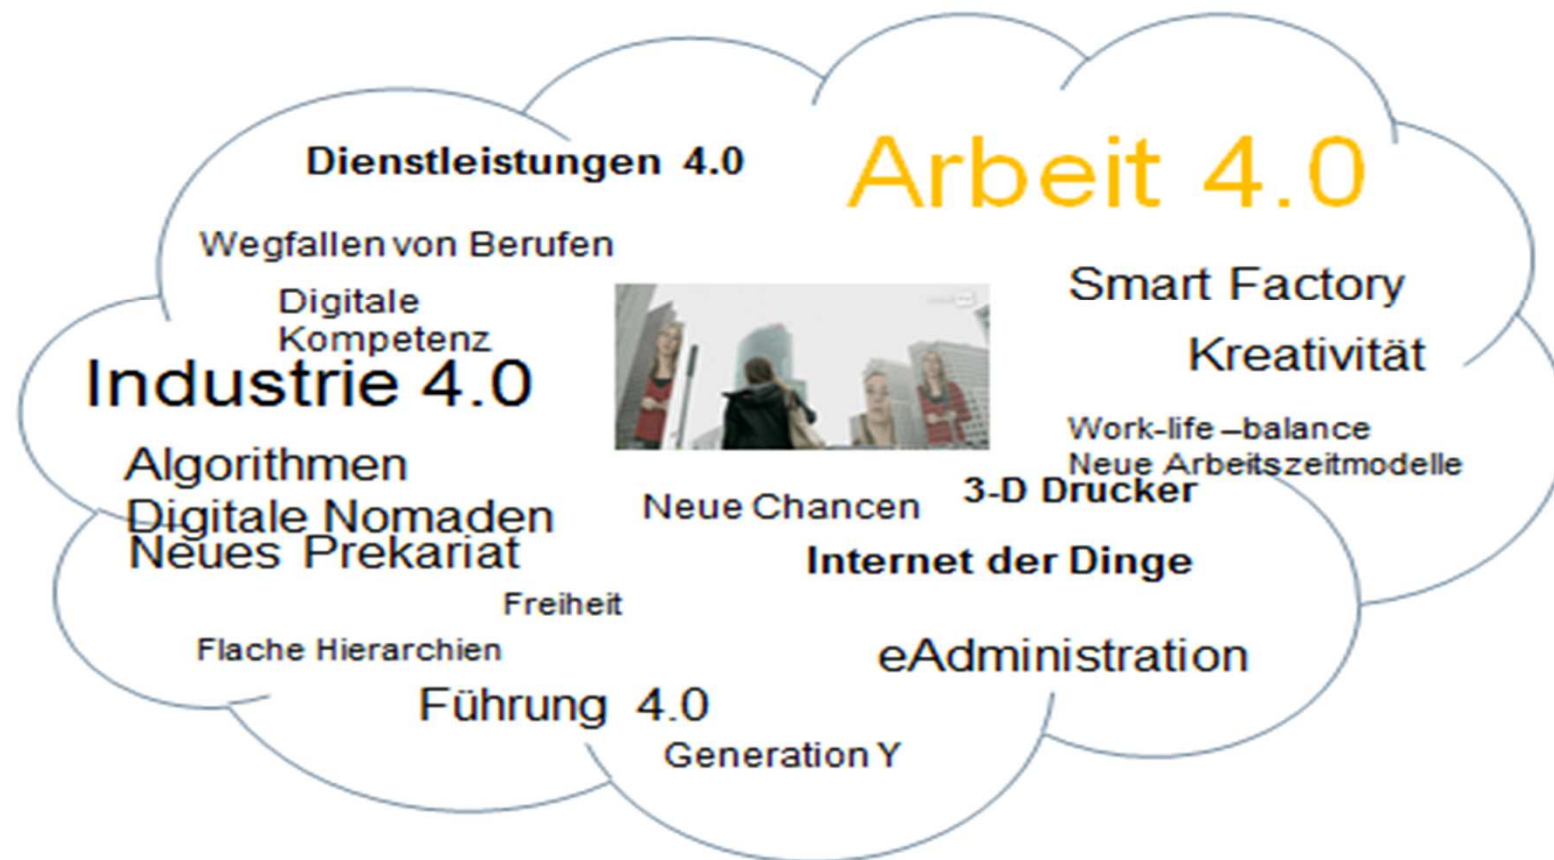 Dienstleistungen 4.0
Arbeit 4.0
Wegfallen von Berufen
Smart Factory
Digitale
Kompetenz
Kreativität
Industrie 4.0
Work-life –balance
Neue Arbeitszeitmodelle
Algorithmen
3-D Drucker
Neue Chancen
Digitale Nomaden
Neues Prekariat
Internet der Dinge
Freiheit
Flache Hierarchien
eAdministration
Führung 4.0
Generation Y